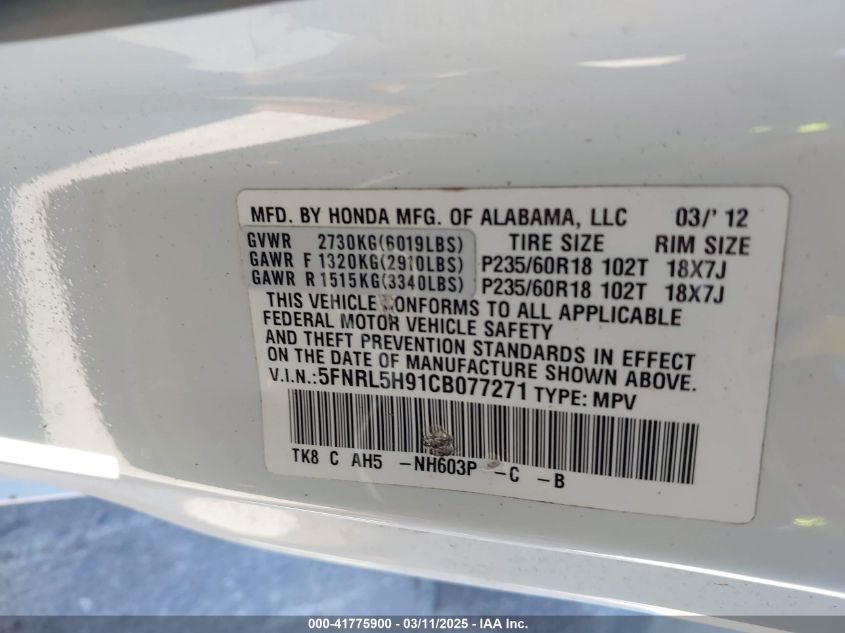 MFD. BY HONDA MFG. OF ALABAMA, LLC 03/' 12
GVWR 2730KG(6019LBS) TIRE SIZE RIM SIZE
GAWR F 1320KG(2910LBS) P235/60R18 102T 18X7J
GAWR R 1515KG(3340LBS) P235/60R18 102T 18X7J
THIS VEHICLE CONFORMS TO ALL APPLICABLE
FEDERAL MOTOR VEHICLE SAFETY
AND THEFT PREVENTION STANDARDS IN EFFECT
ON THE DATE OF MANUFACTURE SHOWN ABOVE.
V.I.N.:5FNRL5H91CB077271 TYPE: MPV
TK8 C AH5 -NH603P -C -B
000-41775900 - 03/11/2025 - IAA Inc.